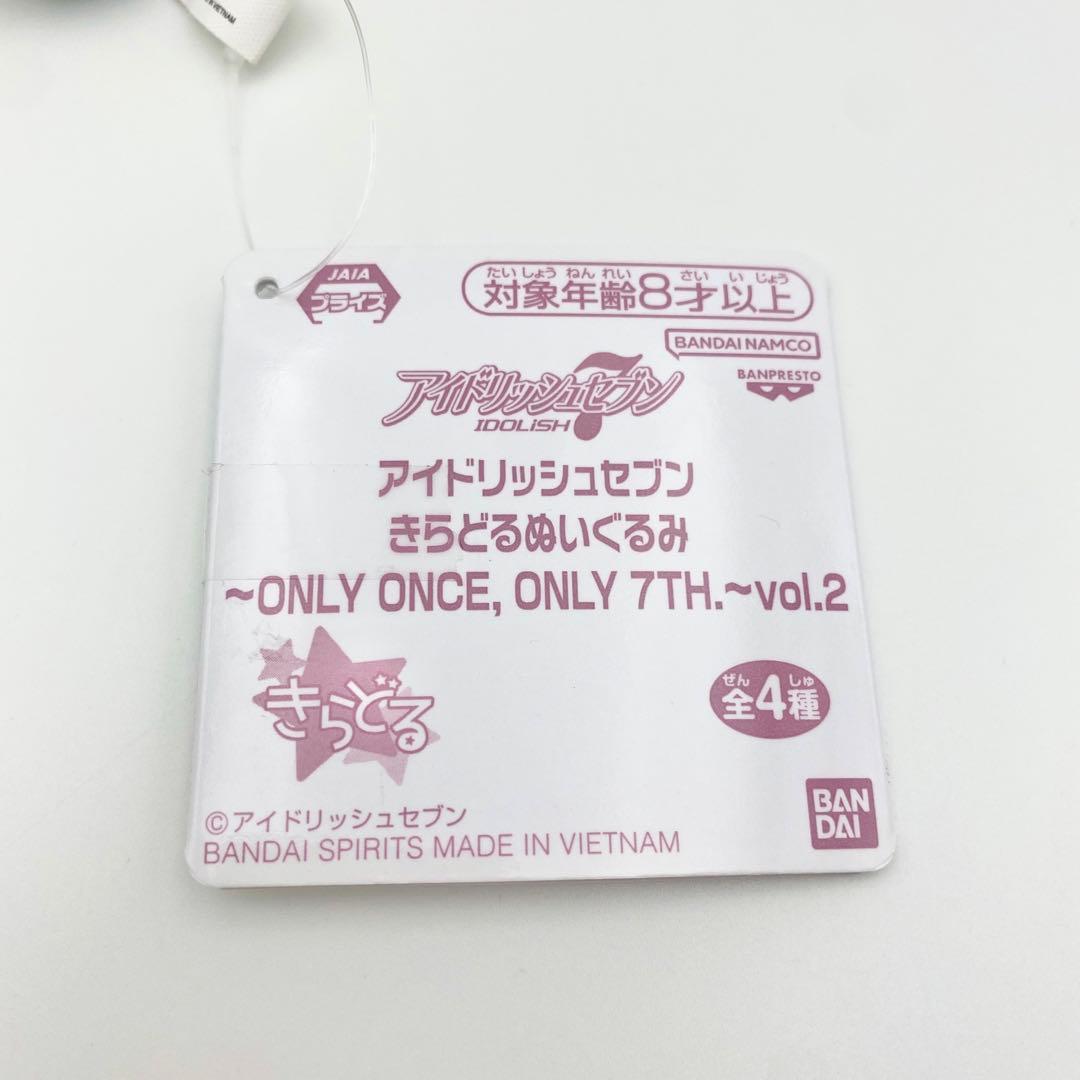 VIETNAM
JAIA
プライズ
たいしょうねんれい さいいじょう
対象年齢8才以上
BANDAI NAMCO
BANPRESTO
アイドリッシュセブン
IDOLiSH7
アイドリッシュセブン
きらどるぬいぐるみ
~ONLY ONCE, ONLY 7TH.~vol.2
きらどる
ぜん しゅ
全4種
©アイドリッシュセブン
BANDAI SPIRITS MADE IN VIETNAM
BAN
DAI